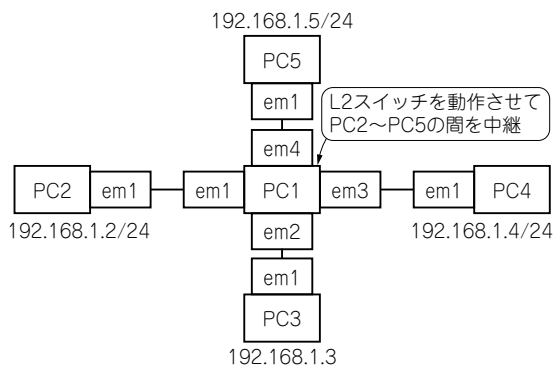 192.168.1.5/24
PC5
em1
L2スイッチを動作させて
PC2～PC5の間を中継
em4
PC2
em1
em1
PC1
em3
em1
PC4
192.168.1.2/24
em2
192.168.1.4/24
em1
PC3
192.168.1.3